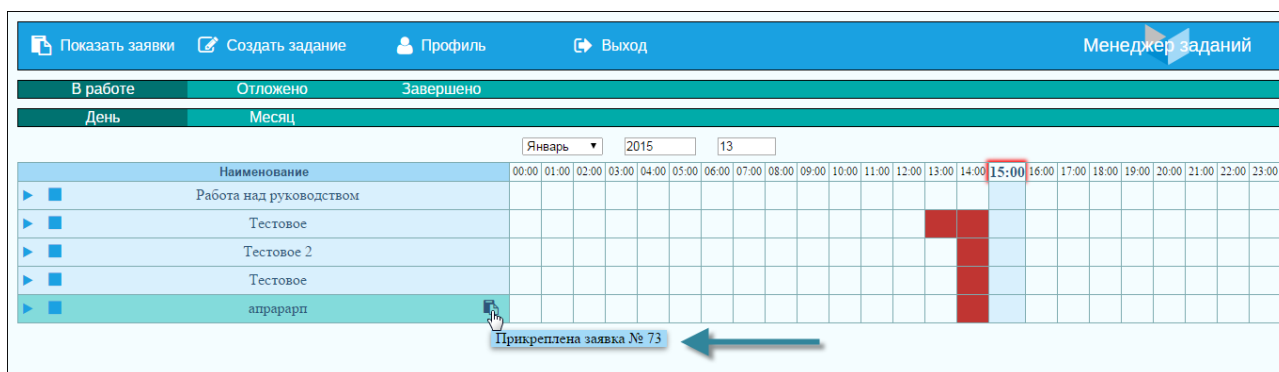 Показать заявки Создать задание Профиль Выход Менеджер заданий
В работе Отложено Завершено
День Месяц
Январь 2015 13
Наименование 00:00 01:00 02:00 03:00 04:00 05:00 06:00 07:00 08:00 09:00 10:00 11:00 12:00 13:00 14:00 15:00 16:00 17:00 18:00 19:00 20:00 21:00 22:00 23:00
Работа над руководством
Тестовое
Тестовое 2
Тестовое
апрарарп
Прикреплена заявка № 73